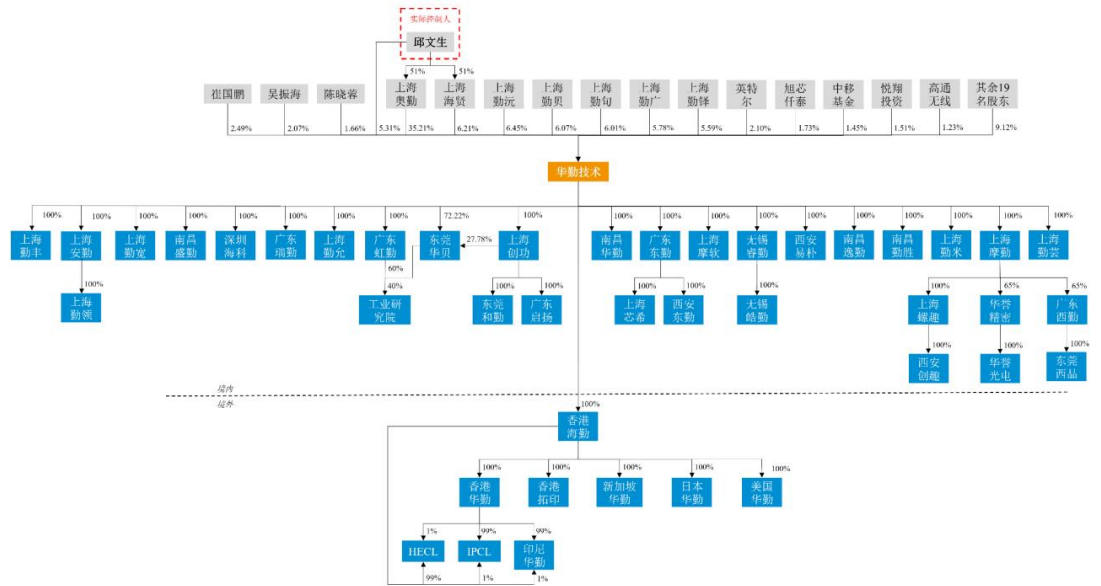 实际控制人
邱文生
51%
51%
崔国鹏
吴振海
陈晓蓉
上海
奥勤
上海
海贤
上海
勤沅
上海
勤贝
上海
勤旬
上海
勤广
上海
勤铎
英特
尔
旭芯
仟泰
中移
基金
悦翔
投资
高通
无线
其余19
名股东
2.49%
2.07%
1.66%
5.31%
35.21%
6.21%
6.45%
6.07%
6.01%
5.78%
5.59%
2.10%
1.73%
1.45%
1.51%
1.23%
9.12%
华勤技术
100%
100%
100%
100%
100%
100%
100%
100%
72.22%
100%
100%
100%
100%
100%
100%
100%
100%
100%
100%
100%
上海
勤丰
上海
安勤
上海
勤宽
南昌
盛勤
深圳
海科
广东
瑞勤
上海
勤允
广东
虹勤
东莞
华贝
27.78%
上海
创功
南昌
华勤
广东
东勤
上海
摩软
无锡
睿勤
西安
易朴
南昌
逸勤
南昌
勤胜
上海
勤米
上海
摩勤
上海
勤芸
100%
60%
40%
100%
100%
100%
100%
100%
100%
65%
65%
上海
勤领
工业研
究院
东莞
和勤
广东
启扬
上海
芯希
西安
东勤
无锡
皓勤
上海
螺趣
华誉
精密
广东
西勤
100%
100%
100%
西安
创趣
华誉
光电
东莞
西品
境内
境外
100%
香港
海勤
100%
100%
100%
100%
100%
香港
华勤
香港
拓印
新加坡
华勤
日本
华勤
美国
华勤
1%
99%
99%
HECL
IPCL
印尼
华勤
99%
1%
1%